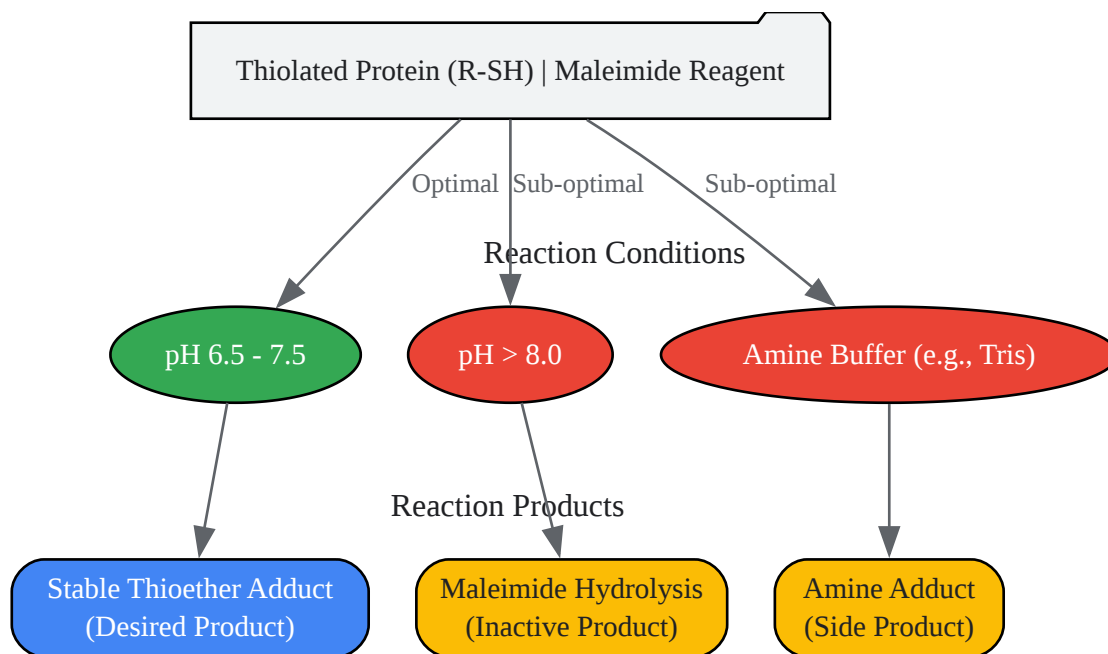 Thiolated Protein (R-SH) | Maleimide Reagent
Optimal
Sub-optimal
Sub-optimal
Reaction Conditions
pH 6.5 - 7.5
pH > 8.0
Amine Buffer (e.g., Tris)
Reaction Products
Stable Thioether Adduct
(Desired Product)
Maleimide Hydrolysis
(Inactive Product)
Amine Adduct
(Side Product)